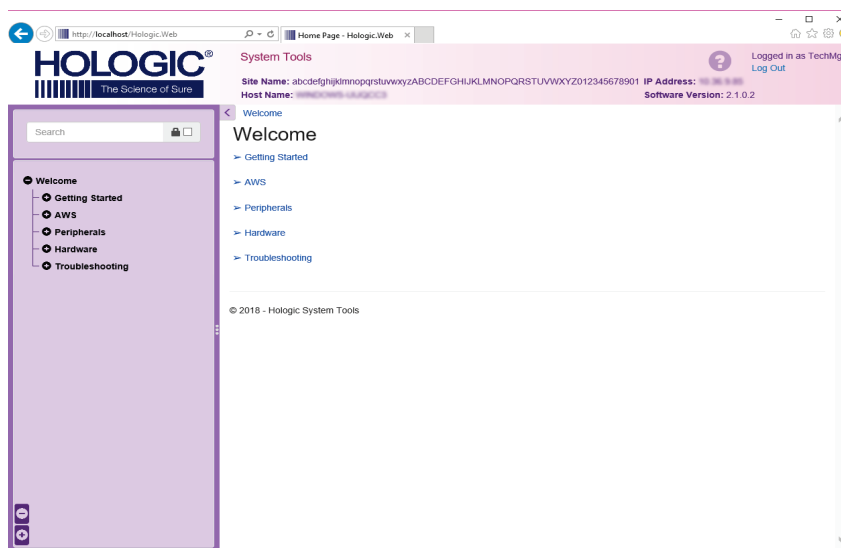 http://localhost/Hologic.Web
Home Page - Hologic.Web
HOLOGIC®
The Science of Sure
System Tools
Logged in as TechMg
Log Out
Site Name: abcdefghijklmnopqrstuvwxyzABCDEFGHIJKLMNOPQRSTUVWXYZ012345678901 IP Address:
Host Name:
Software Version: 2.1.0.2
Search
Welcome
Getting Started
AWS
Peripherals
Hardware
Troubleshooting
Welcome
Welcome
➢ Getting Started
➢ AWS
➢ Peripherals
➢ Hardware
➢ Troubleshooting
© 2018 - Hologic System Tools